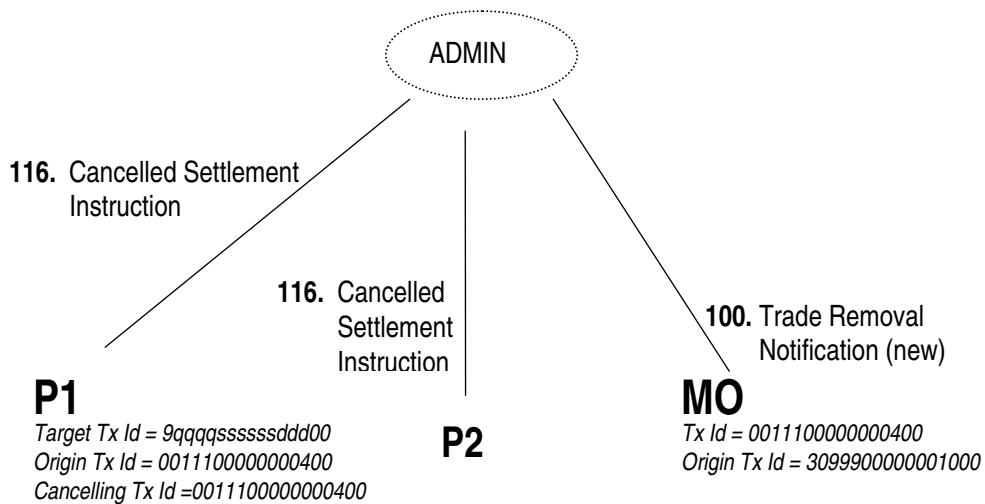 ADMIN
116. Cancelled Settlement
Instruction
116. Cancelled
Settlement
Instruction
100. Trade Removal
Notification (new)
P1
Target Tx Id = 9qqqqssssssddd00
Origin Tx Id = 0011100000000400
Cancelling Tx Id =0011100000000400
P2
MO
Tx Id = 0011100000000400
Origin Tx Id = 3099900000001000